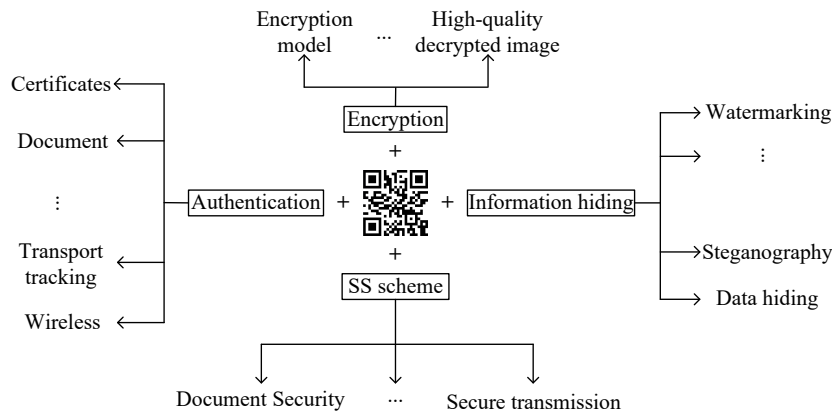 Encryption
model
...
High-quality
decrypted image
Certificates
Document
⋮
Transport
tracking
Wireless
Encryption
+
Authentication
+
+
Information hiding
+
SS scheme
Watermarking
⋮
Steganography
Data hiding
Document Security
...
Secure transmission